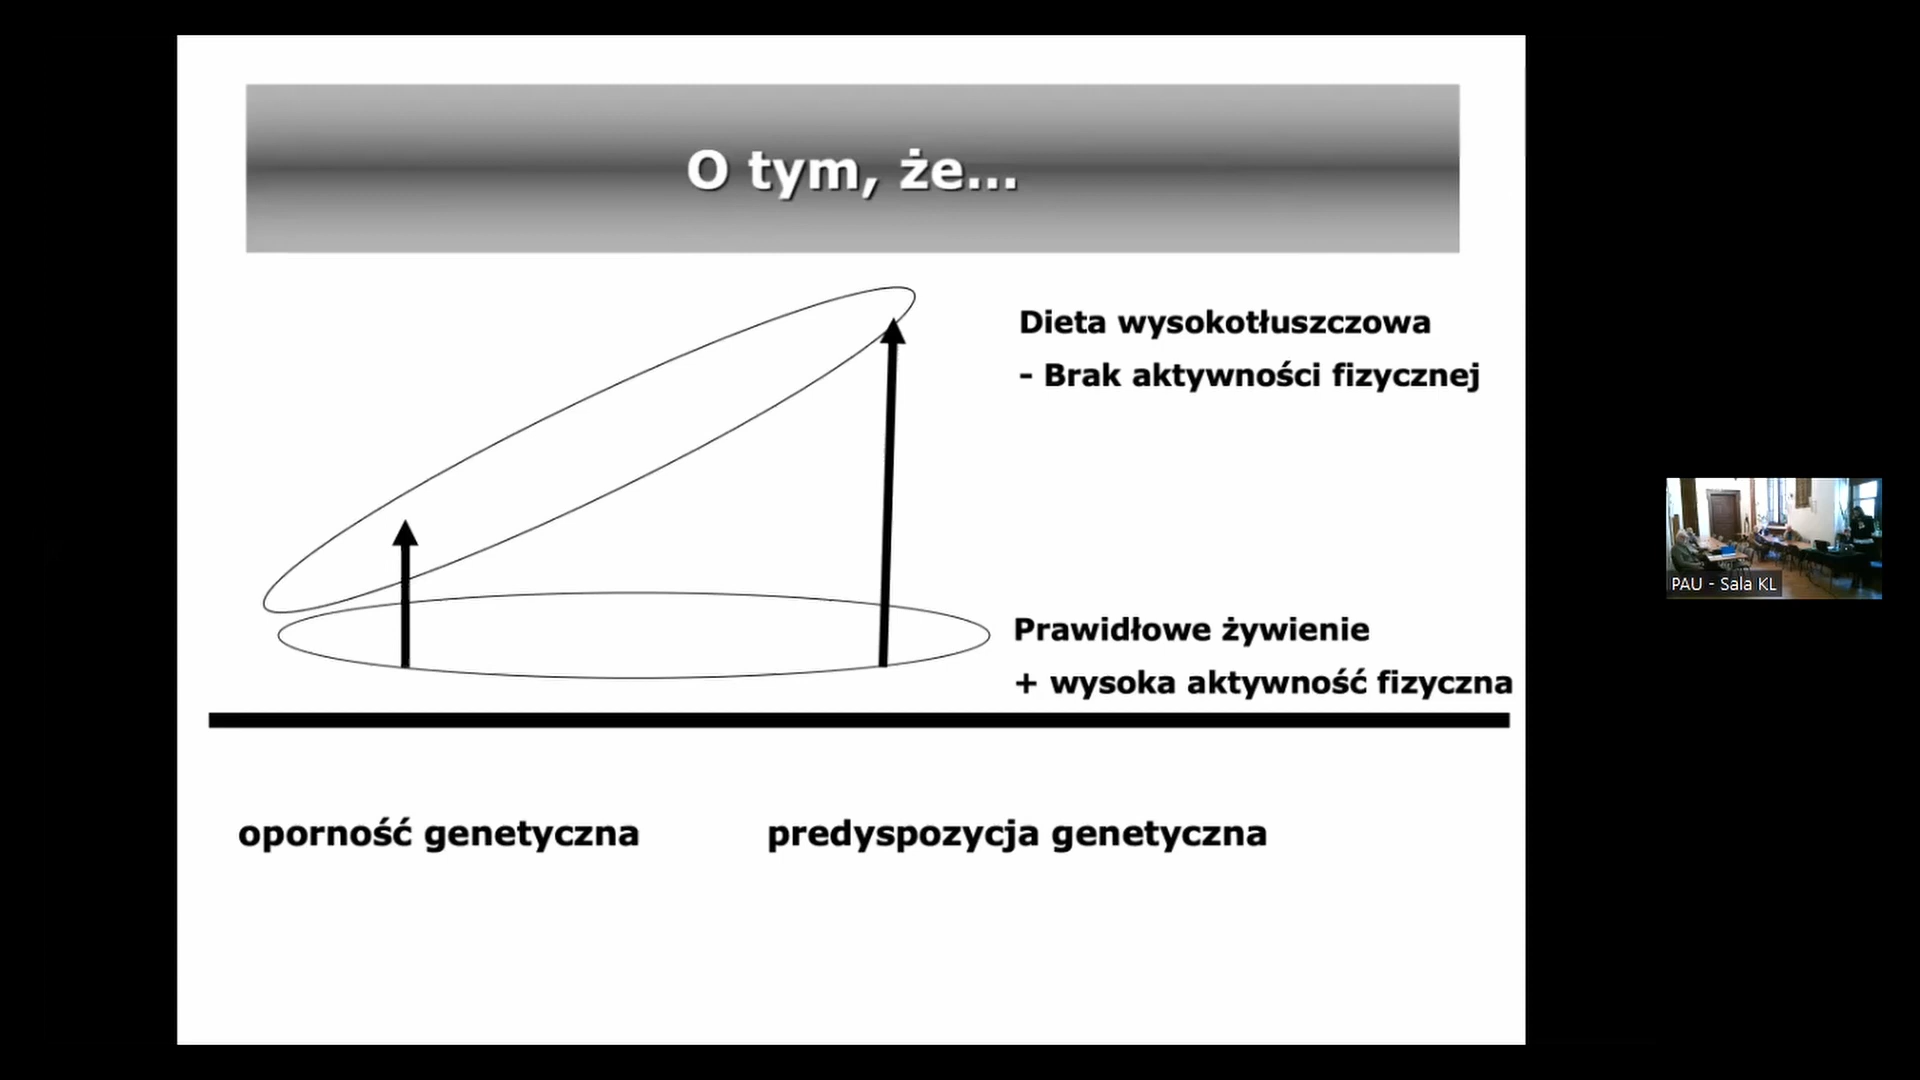 O tym, że...
Dieta wysokotłuszczowa
- Brak aktywności fizycznej
Prawidłowe żywienie
+ wysoka aktywność fizyczna
oporność genetyczna
predyspozycja genetyczna
PAU - Sala KL